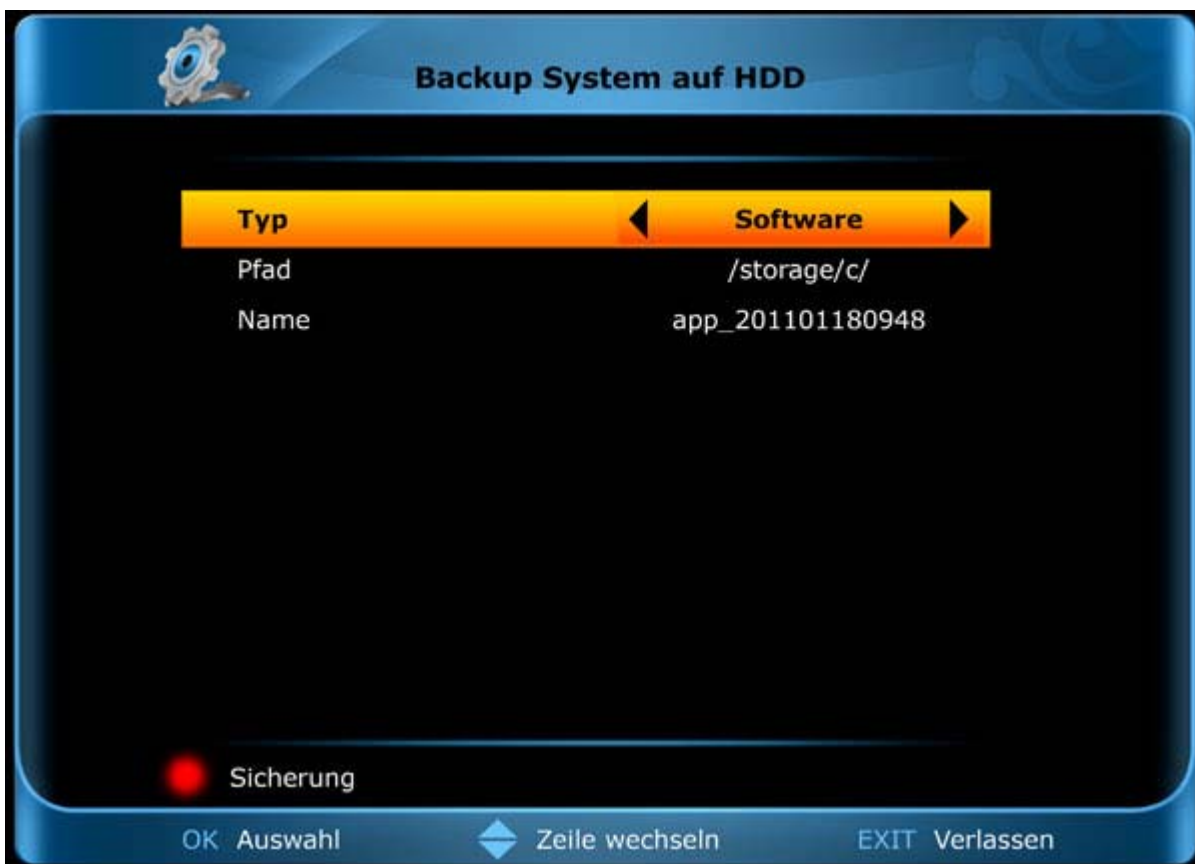 Backup System auf HDD
Typ Software
Pfad /storage/c/
Name app_201101180948
Sicherung
OK Auswahl Zeile wechseln EXIT Verlassen